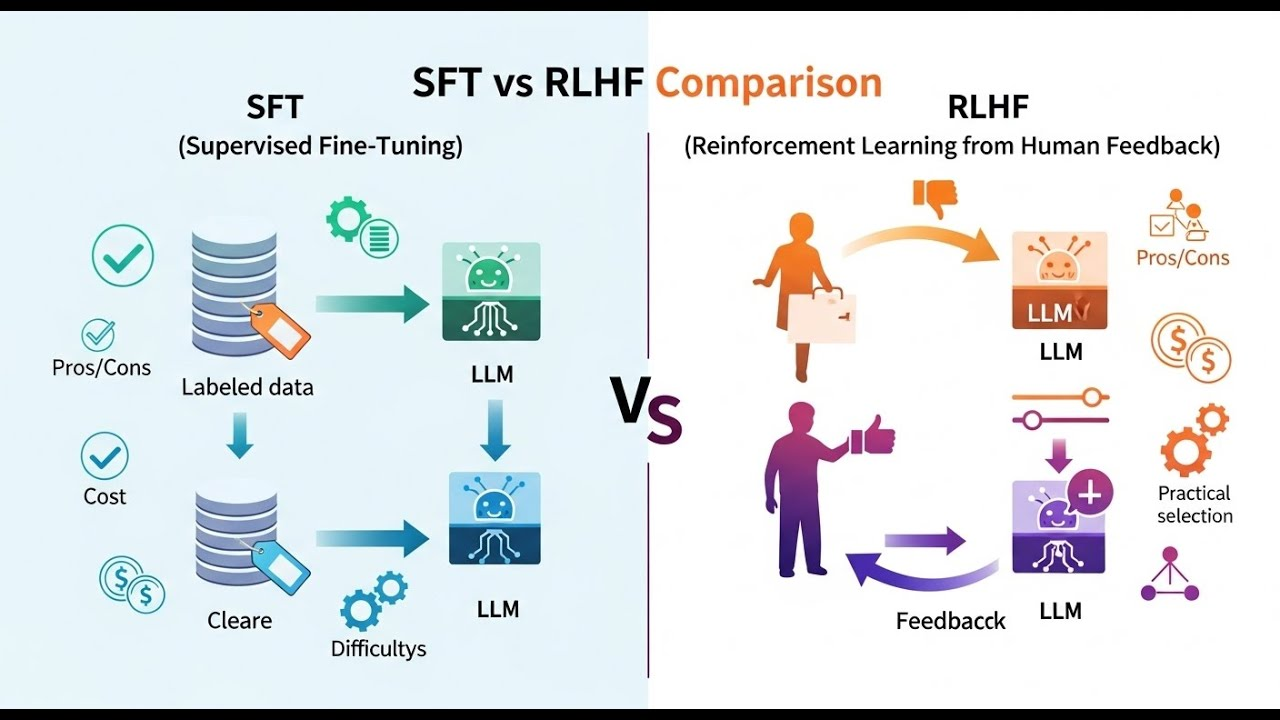 SFT vs RLHF Comparison
SFT
(Supervised Fine-Tuning)
Pros/Cons
Labeled data
LLM
Cost
$
$
Cleare
Difficultys
LLM
VS
RLHF
(Reinforcement Learning from Human Feedback)
LLM
LLM
Pros/Cons
$
$
Practical
selection
Feedbacck
LLM